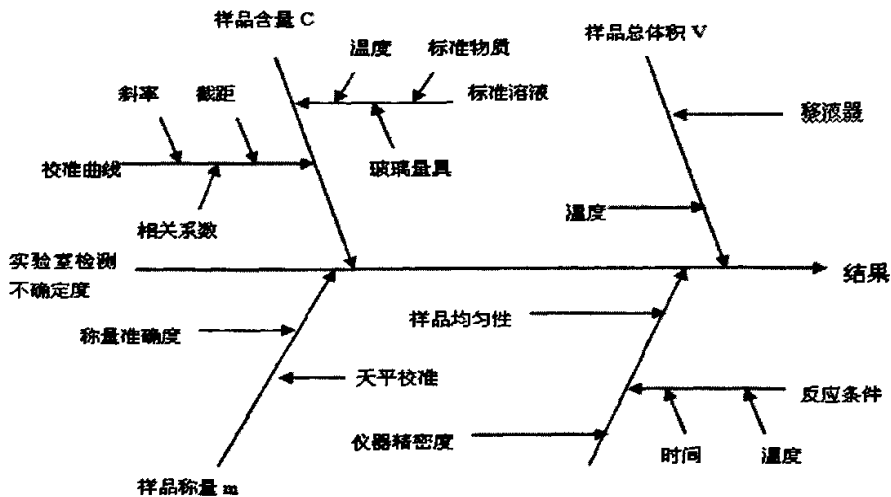 样品含量 C
样品总体积 V
温度
标准物质
斜率
截距
标准溶液
移液器
校准曲线
玻璃量具
相关系数
温度
实验室检测
不确定度
结果
样品均匀性
称量准确度
天平校准
反应条件
仪器精密度
时间
温度
样品称量 m